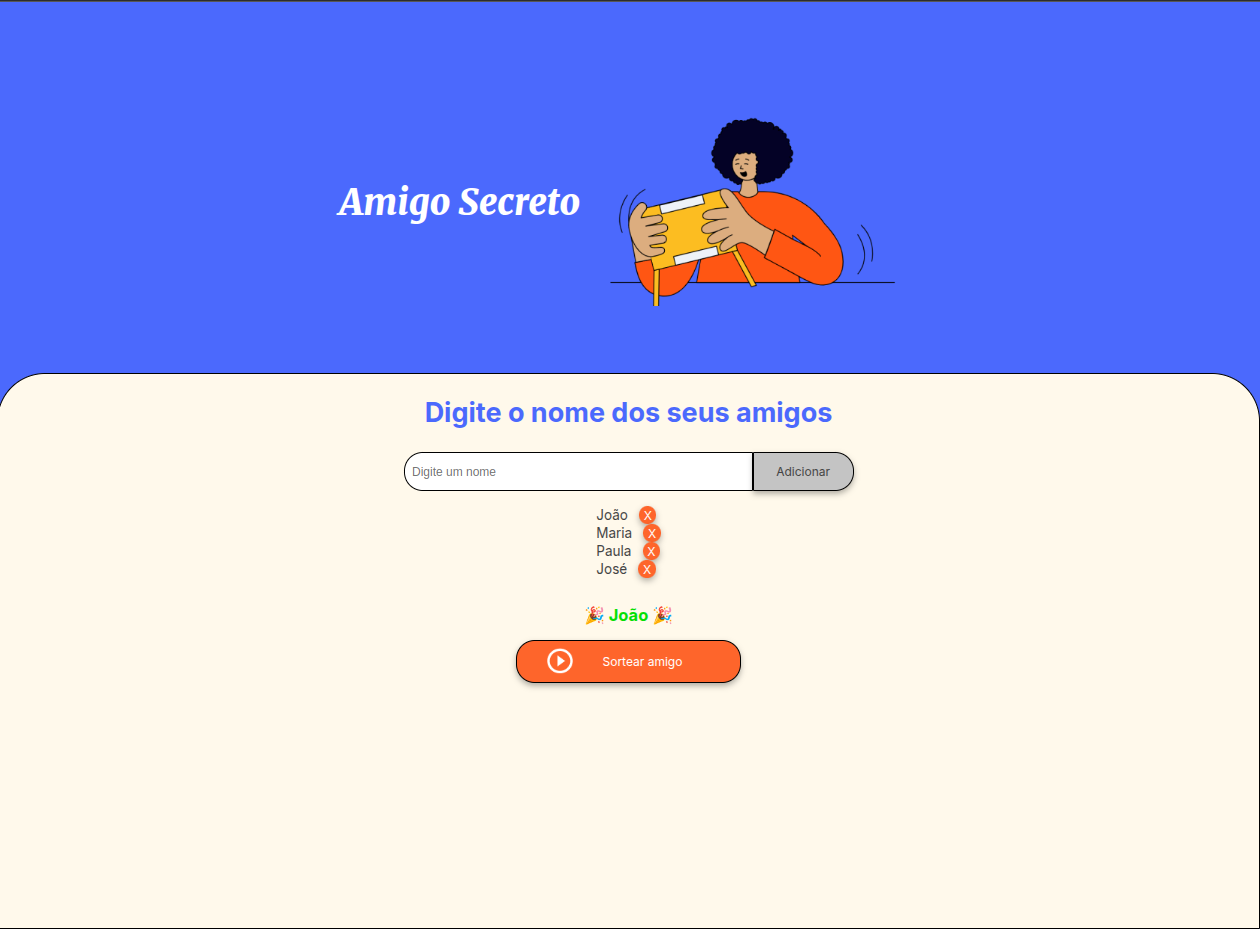 Amigo Secreto
Digite o nome dos seus amigos
Digite um nome
Adicionar
João X
Maria X
Paula X
José X
🎉 João 🎉
Sortear amigo